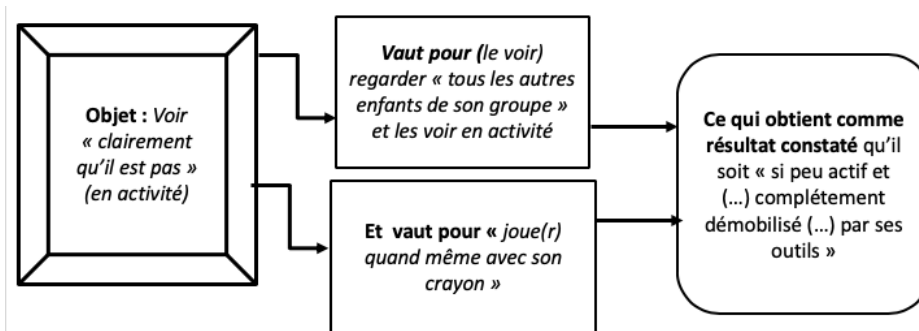 Objet : Voir
« clairement
qu’il est pas »
(en activité)
Vaut pour (le voir)
regarder « tous les autres
enfants de son groupe »
et les voir en activité
Et vaut pour « joue(r)
quand même avec son
crayon »
Ce qui obtient comme
résultat constaté qu’il
soit « si peu actif et
(…) complétement
démobilisé (…) par ses
outils »